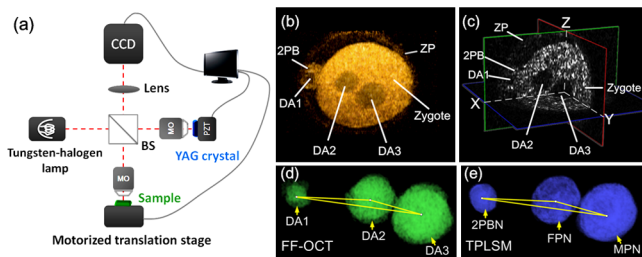 (a)
CCD
Lens
MO
PZT
BS
YAG crystal
Tungsten-halogen
lamp
MO
Sample
Motorized translation stage
(b)
2PB
ZP
DA1
Zygote
DA2
DA3
(c)
Z
ZP
2PB
DA1
Zygote
X
Y
DA2
DA3
(d)
DA1
DA2
FF-OCT
DA3
(e)
2PBN
FPN
TPLSM
MPN